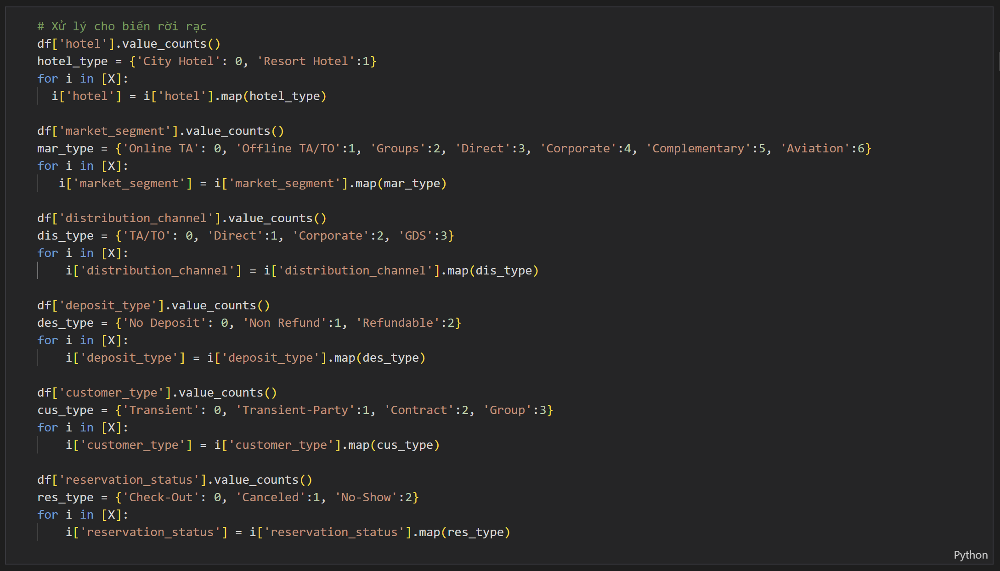 # Xử lý cho biến rời rạc
df['hotel'].value_counts()
hotel_type = {'City Hotel': 0, 'Resort Hotel':1}
for i in [X]:
  i['hotel'] = i['hotel'].map(hotel_type)

df['market_segment'].value_counts()
mar_type = {'Online TA': 0, 'Offline TA/TO':1, 'Groups':2, 'Direct':3, 'Corporate':4, 'Complementary':5, 'Aviation':6}
for i in [X]:
   i['market_segment'] = i['market_segment'].map(mar_type)

df['distribution_channel'].value_counts()
dis_type = {'TA/TO': 0, 'Direct':1, 'Corporate':2, 'GDS':3}
for i in [X]:
    i['distribution_channel'] = i['distribution_channel'].map(dis_type)

df['deposit_type'].value_counts()
des_type = {'No Deposit': 0, 'Non Refund':1, 'Refundable':2}
for i in [X]:
    i['deposit_type'] = i['deposit_type'].map(des_type)

df['customer_type'].value_counts()
cus_type = {'Transient': 0, 'Transient-Party':1, 'Contract':2, 'Group':3}
for i in [X]:
    i['customer_type'] = i['customer_type'].map(cus_type)

df['reservation_status'].value_counts()
res_type = {'Check-Out': 0, 'Canceled':1, 'No-Show':2}
for i in [X]:
    i['reservation_status'] = i['reservation_status'].map(res_type)
Python